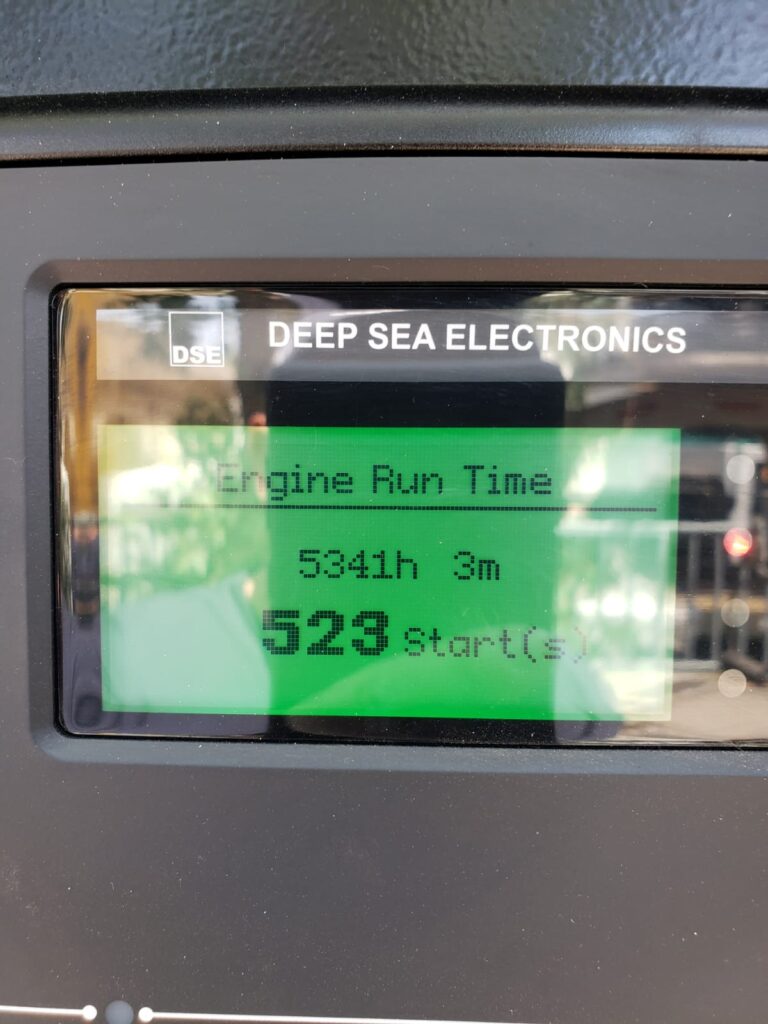 DSE
DEEP SEA ELECTRONICS
Engine Run Time
5341h 3m
523 Start(s)